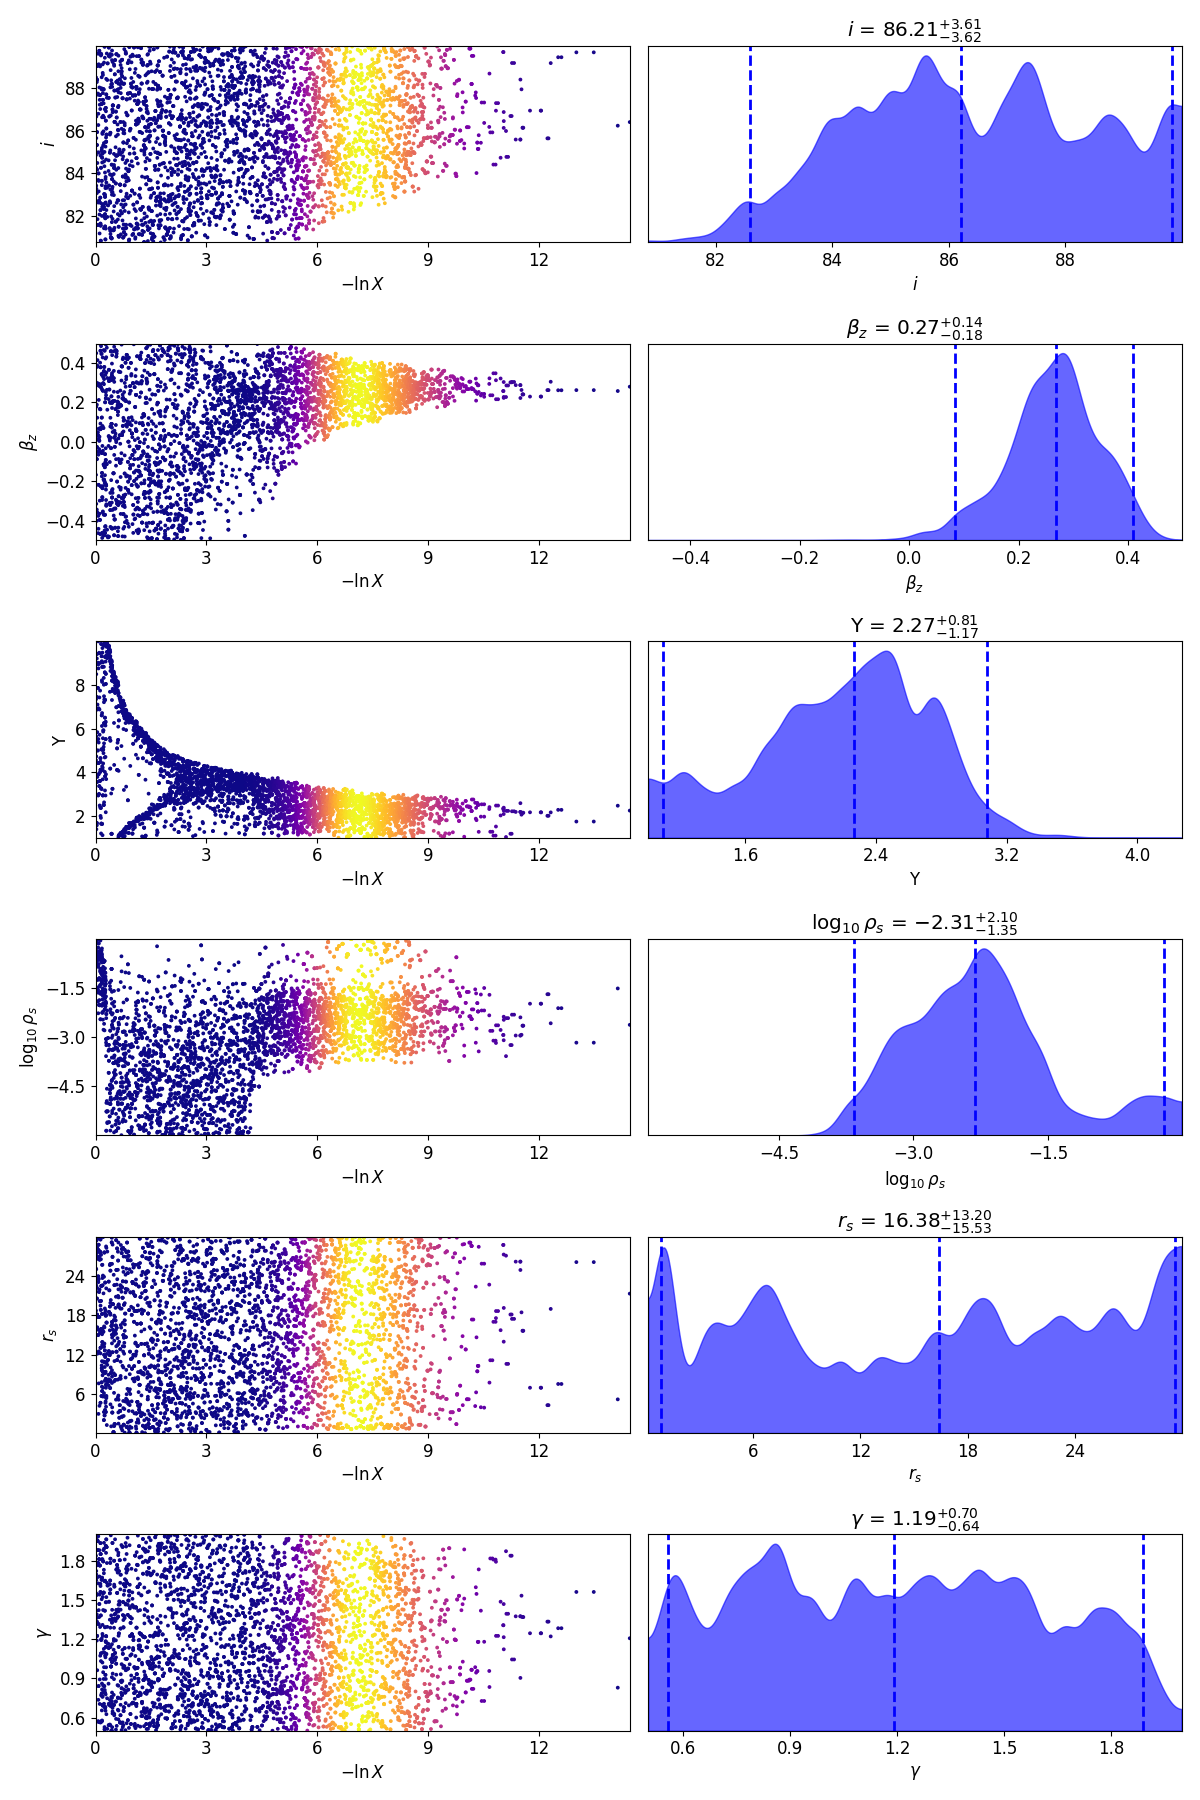 i = 86.21^{+3.61}_{-3.62}
88
86
84
82
i
0 3 6 9 12
−ln X
82 84 86 88
i
β_z = 0.27^{+0.14}_{-0.18}
0.4
0.2
0.0
−0.2
−0.4
β_z
0 3 6 9 12
−ln X
−0.4 −0.2 0.0 0.2 0.4
β_z
Y = 2.27^{+0.81}_{-1.17}
8
6
4
2
Y
0 3 6 9 12
−ln X
1.6 2.4 3.2 4.0
Y
log₁₀ ρ_s = −2.31^{+2.10}_{-1.35}
−1.5
−3.0
−4.5
log₁₀ ρ_s
0 3 6 9 12
−ln X
−4.5 −3.0 −1.5
log₁₀ ρ_s
r_s = 16.38^{+13.20}_{-15.53}
24
18
12
6
r_s
0 3 6 9 12
−ln X
6 12 18 24
r_s
γ = 1.19^{+0.70}_{-0.64}
1.8
1.5
1.2
0.9
0.6
γ
0 3 6 9 12
−ln X
0.6 0.9 1.2 1.5 1.8
γ